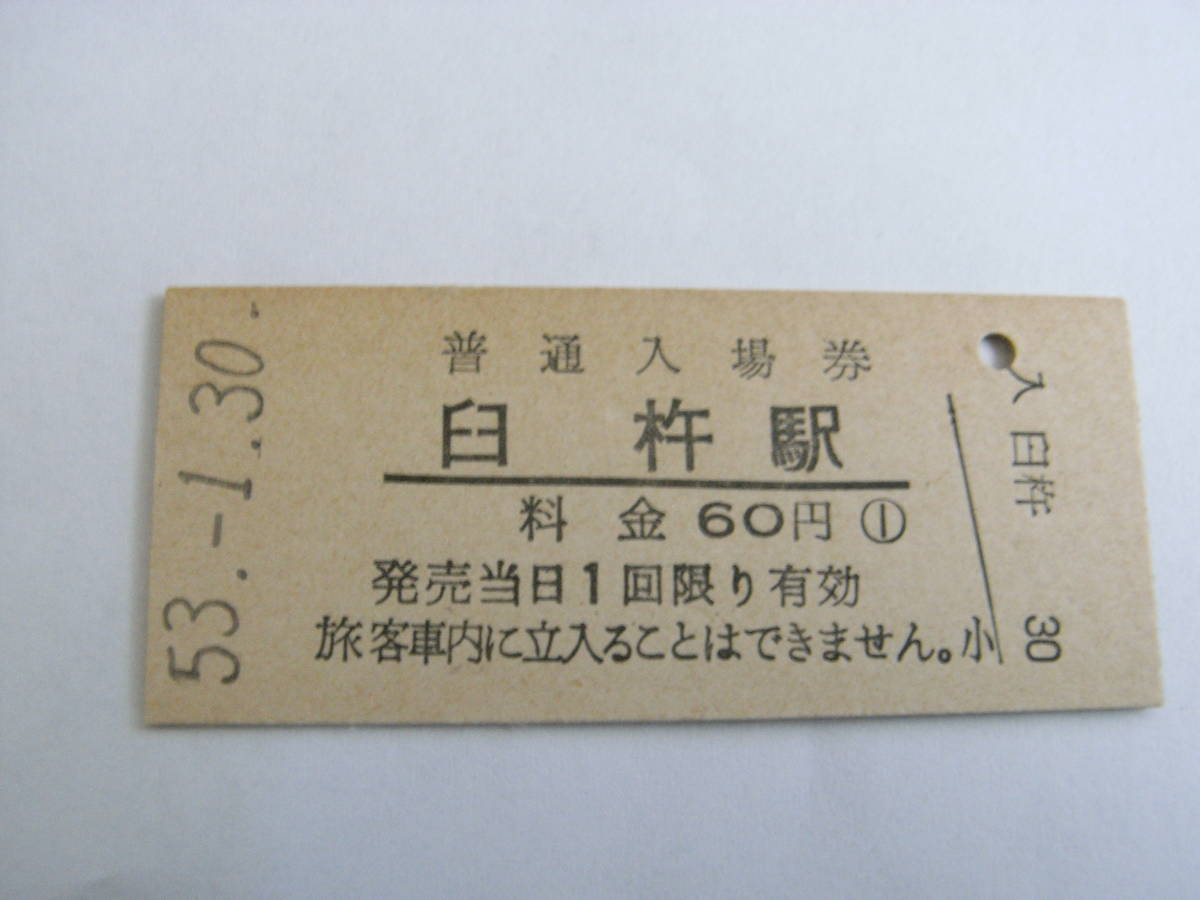 53.-1.30.
普通入場券
臼杵駅
料金60円①
発売当日1回限り有効
旅客車内に立入ることはできません。小
入臼杵
30